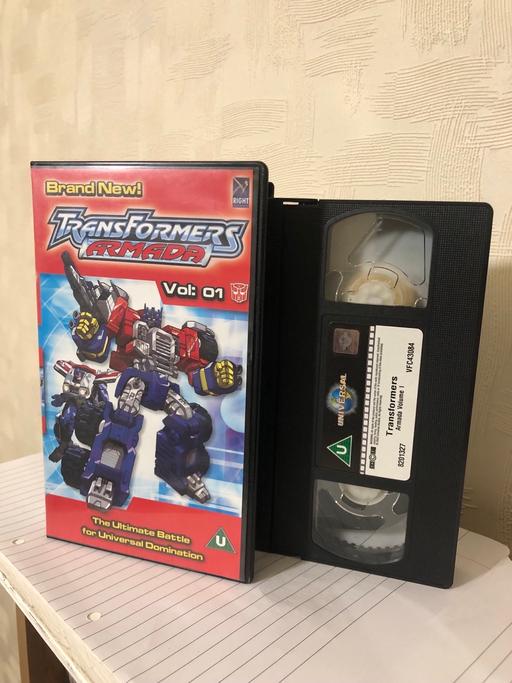 Brand New!
RIGHT
TRANSFORMERS
ARMADA
Vol: 01
The Ultimate Battle
for Universal Domination
U
UNIVERSAL
U
Transformers
Armada Volume 1
8201327
VFC43084